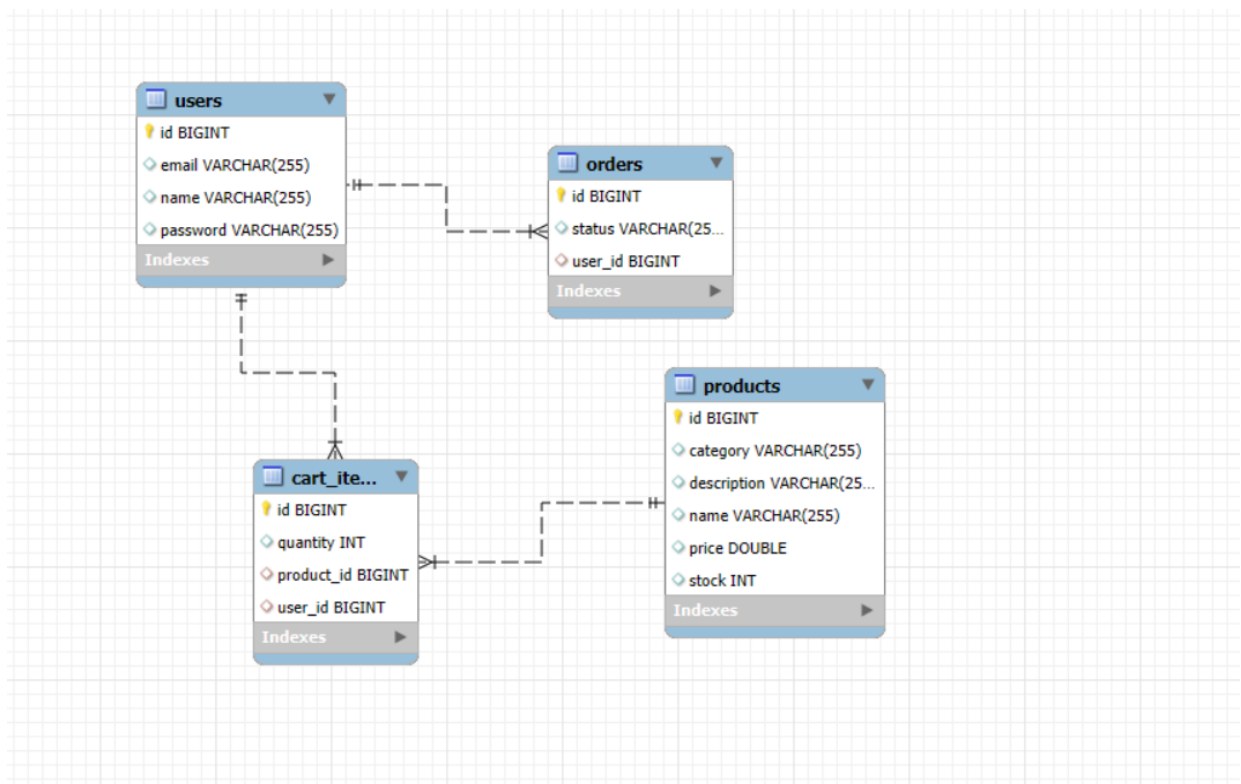 users
id BIGINT
email VARCHAR(255)
name VARCHAR(255)
password VARCHAR(255)
Indexes
orders
id BIGINT
status VARCHAR(25...
user_id BIGINT
Indexes
products
id BIGINT
category VARCHAR(255)
description VARCHAR(25...
name VARCHAR(255)
price DOUBLE
stock INT
Indexes
cart_ite...
id BIGINT
quantity INT
product_id BIGINT
user_id BIGINT
Indexes